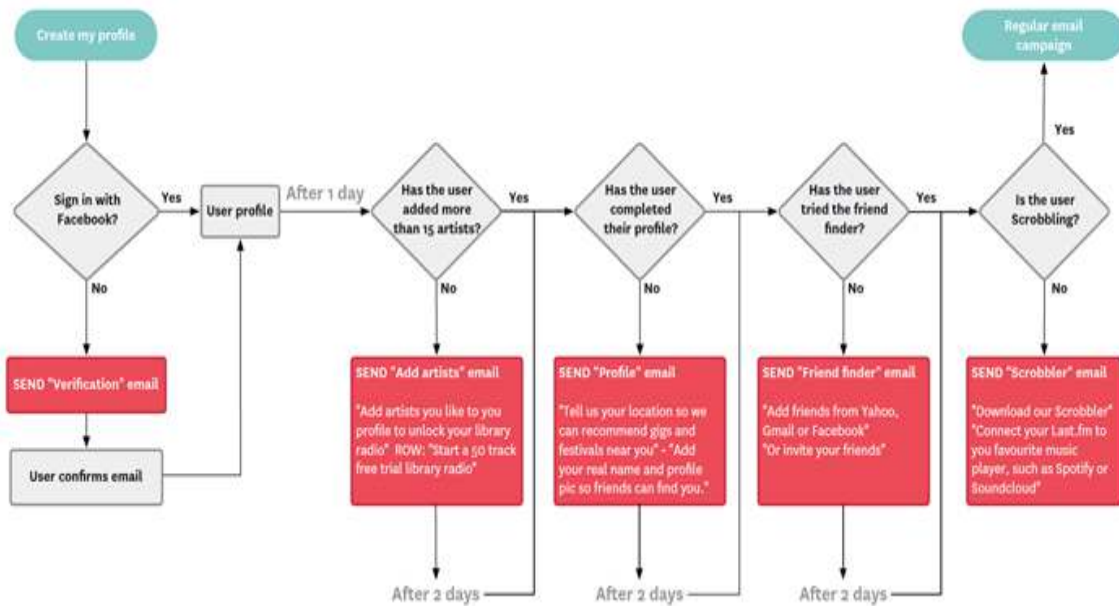 Create my profile
Regular email
campaign
Sign in with
Facebook?
Yes
User profile
After 1 day
Has the user
added more
than 15 artists?
Yes
Has the user
completed
their profile?
Yes
Has the user
tried the friend
finder?
Yes
Is the user
Scrobbling?
Yes
No
No
No
No
No
SEND "Verification" email
User confirms email
SEND "Add artists" email
"Add artists you like to you
profile to unlock your library
radio" ROW: "Start a 50 track
free trial library radio"
SEND "Profile" email
"Tell us your location so we
can recommend gigs and
festivals near you" - "Add
your real name and profile
pic so friends can find you."
SEND "Friend finder" email
"Add friends from Yahoo,
Gmail or Facebook"
"Or invite your friends"
SEND "Scrobbler" email
"Download our Scrobbler"
"Connect your Last.fm to
you favourite music
player, such as Spotify or
Soundcloud"
After 2 days
After 2 days
After 2 days